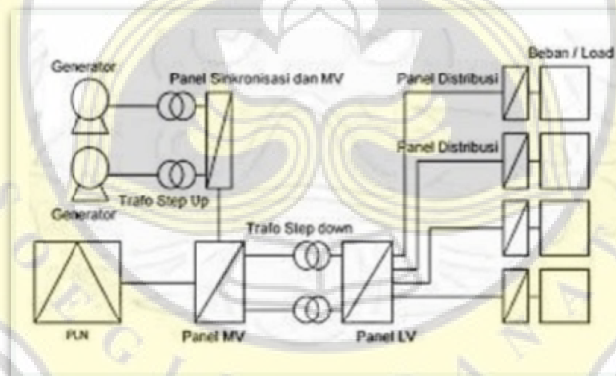 Beban / Load
Generator
Panel Sinkronisasi dan MV
Panel Distribusi
Panel Distribusi
Trafo Step Up
Generator
Trafo Step down
PLN
Panel MV
Panel LV